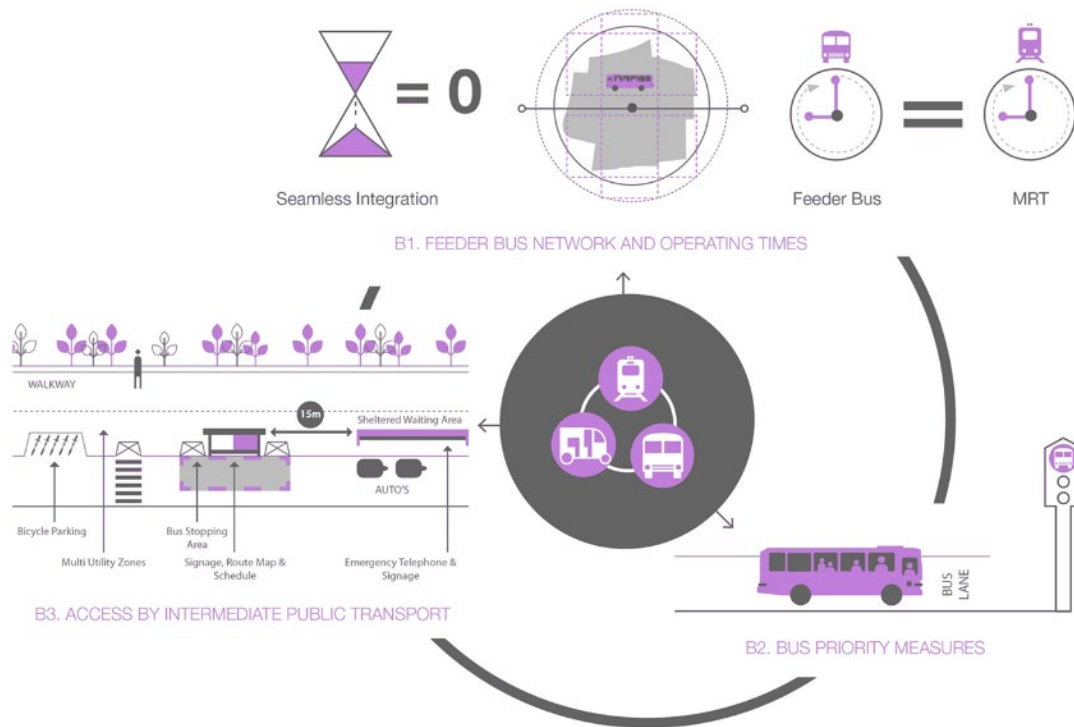 = 0
=
Seamless Integration
Feeder Bus
MRT
B1. FEEDER BUS NETWORK AND OPERATING TIMES
WALKWAY
15m
Sheltered Waiting Area
AUTO'S
Bicycle Parking
Bus Stopping
Area
Multi Utility Zones
Signage, Route Map &
Schedule
Emergency Telephone &
Signage
B3. ACCESS BY INTERMEDIATE PUBLIC TRANSPORT
BUS
LANE
B2. BUS PRIORITY MEASURES